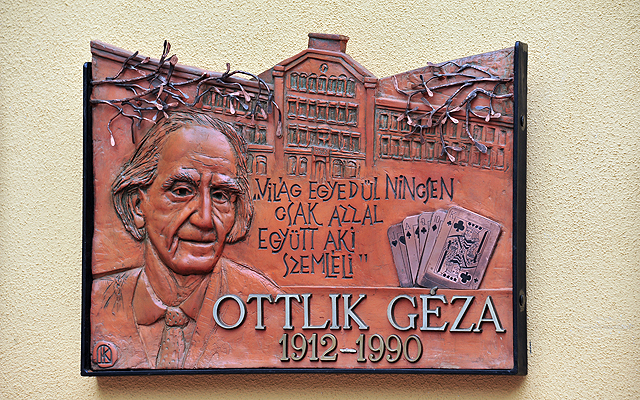 „VILÁG EGYEDÜL NINCSEN
CSAK AZZAL
EGYÜTT AKI
SZEMLÉLI”
OTTLIK GÉZA
1912–1990